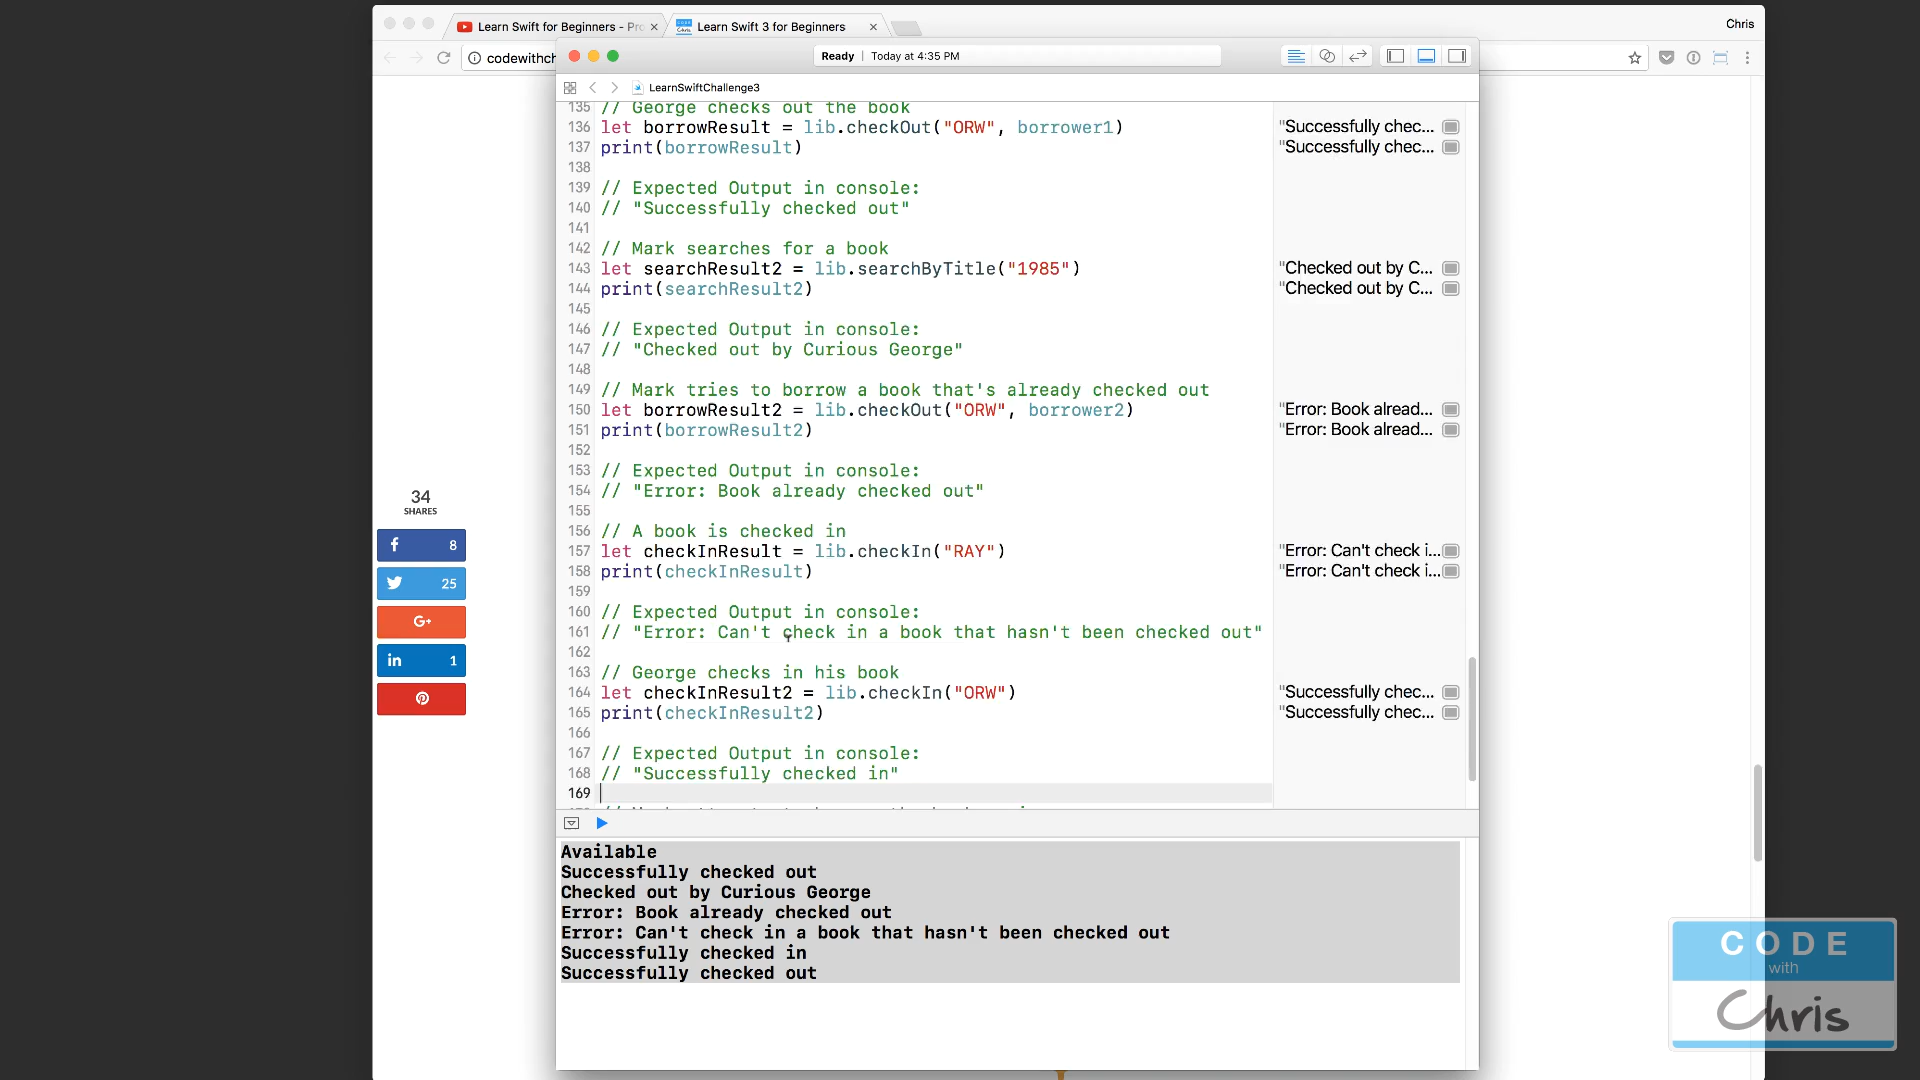 Learn Swift for Beginners - Pro
Learn Swift 3 for Beginners
Chris
codewithch
Ready | Today at 4:35 PM
LearnSwiftChallenge3
135 // George checks out the book
136 let borrowResult = lib.checkOut("ORW", borrower1)
"Successfully chec...
137 print(borrowResult)
"Successfully chec...
138
139 // Expected Output in console:
140 // "Successfully checked out"
141
142 // Mark searches for a book
143 let searchResult2 = lib.searchByTitle("1985")
"Checked out by C...
144 print(searchResult2)
"Checked out by C...
145
146 // Expected Output in console:
147 // "Checked out by Curious George"
148
149 // Mark tries to borrow a book that's already checked out
150 let borrowResult2 = lib.checkOut("ORW", borrower2)
"Error: Book alread...
151 print(borrowResult2)
"Error: Book alread...
152
153 // Expected Output in console:
154 // "Error: Book already checked out"
155
156 // A book is checked in
157 let checkInResult = lib.checkIn("RAY")
"Error: Can't check i...
158 print(checkInResult)
"Error: Can't check i...
159
160 // Expected Output in console:
161 // "Error: Can't check in a book that hasn't been checked out"
162
163 // George checks in his book
164 let checkInResult2 = lib.checkIn("ORW")
"Successfully chec...
165 print(checkInResult2)
"Successfully chec...
166
167 // Expected Output in console:
168 // "Successfully checked in"
169
34
SHARES
f 8
25
G+
in 1
Available
Successfully checked out
Checked out by Curious George
Error: Book already checked out
Error: Can't check in a book that hasn't been checked out
Successfully checked in
Successfully checked out
CODE
with
Chris